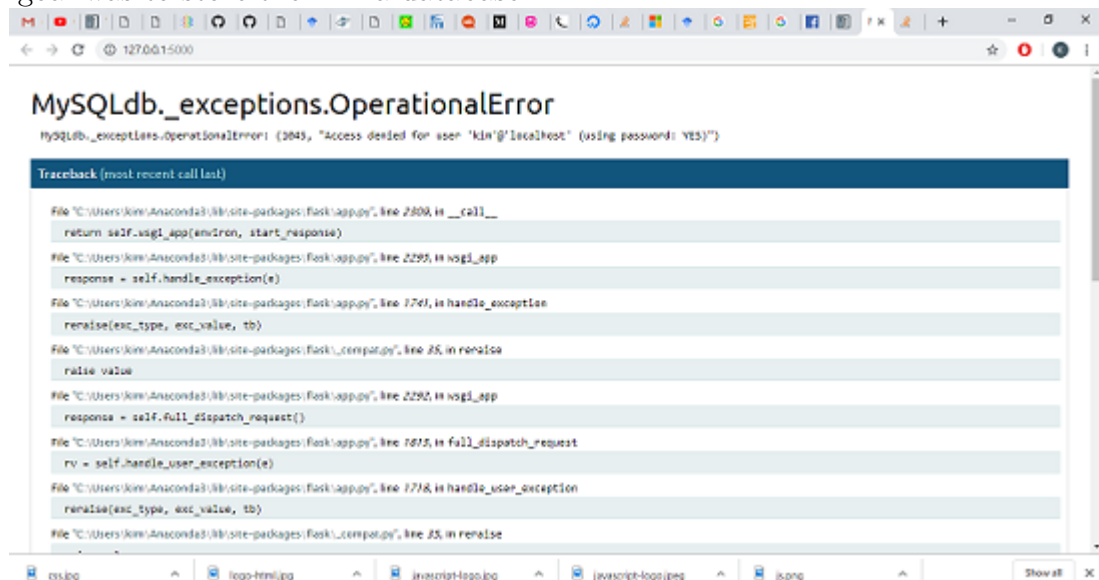 127.0.0.1:5000
MySQLdb._exceptions.OperationalError
MySQLdb._exceptions.OperationalError: (1045, "Access denied for user 'kim'@'localhost' (using password: YES)")
Traceback (most recent call last)
File "C:\Users\kim\Anaconda3\lib\site-packages\flask\app.py", line 2309, in __call__
return self.wsgi_app(environ, start_response)
File "C:\Users\kim\Anaconda3\lib\site-packages\flask\app.py", line 2295, in wsgi_app
response = self.handle_exception(e)
File "C:\Users\kim\Anaconda3\lib\site-packages\flask\app.py", line 1741, in handle_exception
reraise(exc_type, exc_value, tb)
File "C:\Users\kim\Anaconda3\lib\site-packages\flask\_compat.py", line 35, in reraise
raise value
File "C:\Users\kim\Anaconda3\lib\site-packages\flask\app.py", line 2292, in wsgi_app
response = self.full_dispatch_request()
File "C:\Users\kim\Anaconda3\lib\site-packages\flask\app.py", line 1815, in full_dispatch_request
rv = self.handle_user_exception(e)
File "C:\Users\kim\Anaconda3\lib\site-packages\flask\app.py", line 1718, in handle_user_exception
reraise(exc_type, exc_value, tb)
File "C:\Users\kim\Anaconda3\lib\site-packages\flask\_compat.py", line 35, in reraise
css.jpg
logo-html.jpg
javascript-logo.jpg
javascript-logo.jpeg
js.png
Show all